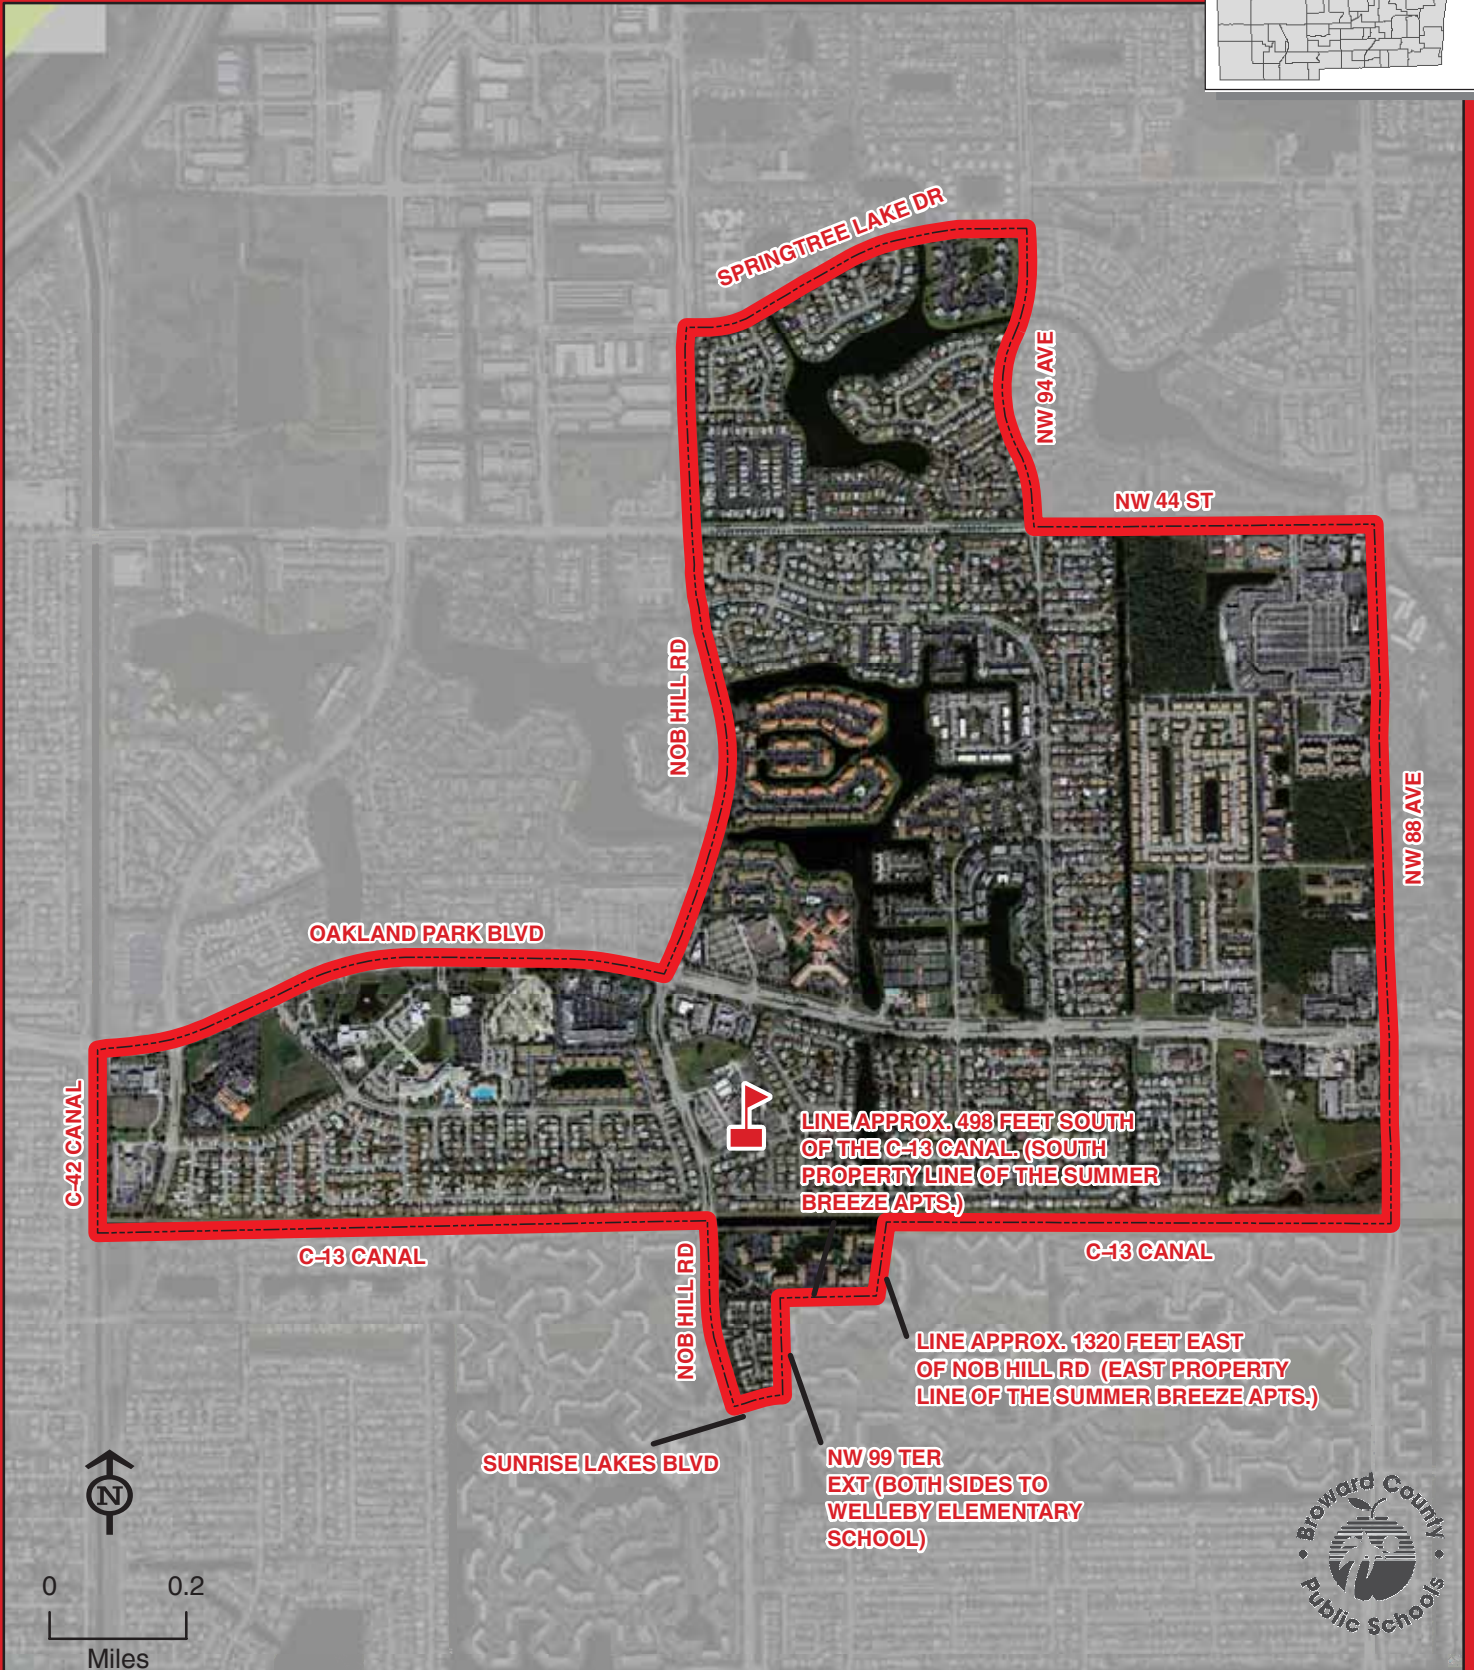 SPRINGTREE LAKE DR
NW 94 AVE
NW 44 ST
NOB HILL RD
NW 88 AVE
OAKLAND PARK BLVD
C-42 CANAL
LINE APPROX. 498 FEET SOUTH
OF THE C-13 CANAL. (SOUTH
PROPERTY LINE OF THE SUMMER
BREEZE APTS.)
C-13 CANAL
NOB HILL RD
C-13 CANAL
LINE APPROX. 1320 FEET EAST
OF NOB HILL RD (EAST PROPERTY
LINE OF THE SUMMER BREEZE APTS.)
SUNRISE LAKES BLVD
NW 99 TER
EXT (BOTH SIDES TO
WELLEBY ELEMENTARY
SCHOOL)
N
0 0.2
Miles
Broward County
Public Schools